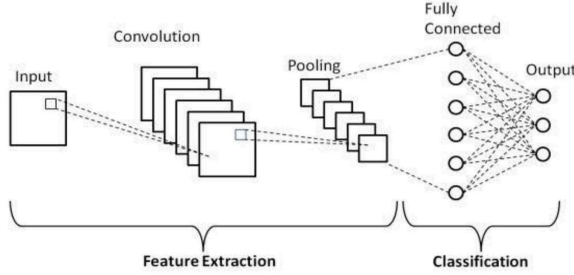 Fully
Connected
Convolution
Pooling
Output
Input
Feature Extraction
Classification